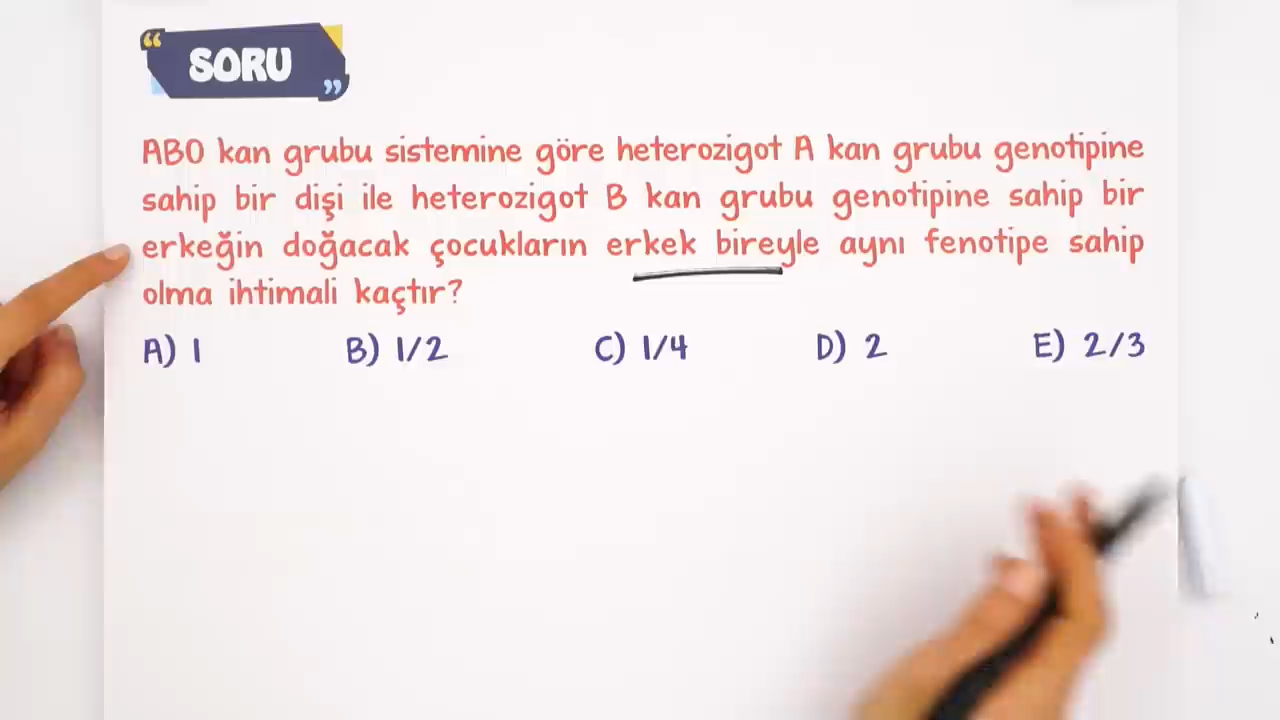 “ SORU ”
ABO kan grubu sistemine göre heterozigot A kan grubu genotipine
sahip bir dişi ile heterozigot B kan grubu genotipine sahip bir
erkeğin doğacak çocukların erkek bireyle aynı fenotipe sahip
olma ihtimali kaçtır?
A) 1 B) 1/2 C) 1/4 D) 2 E) 2/3